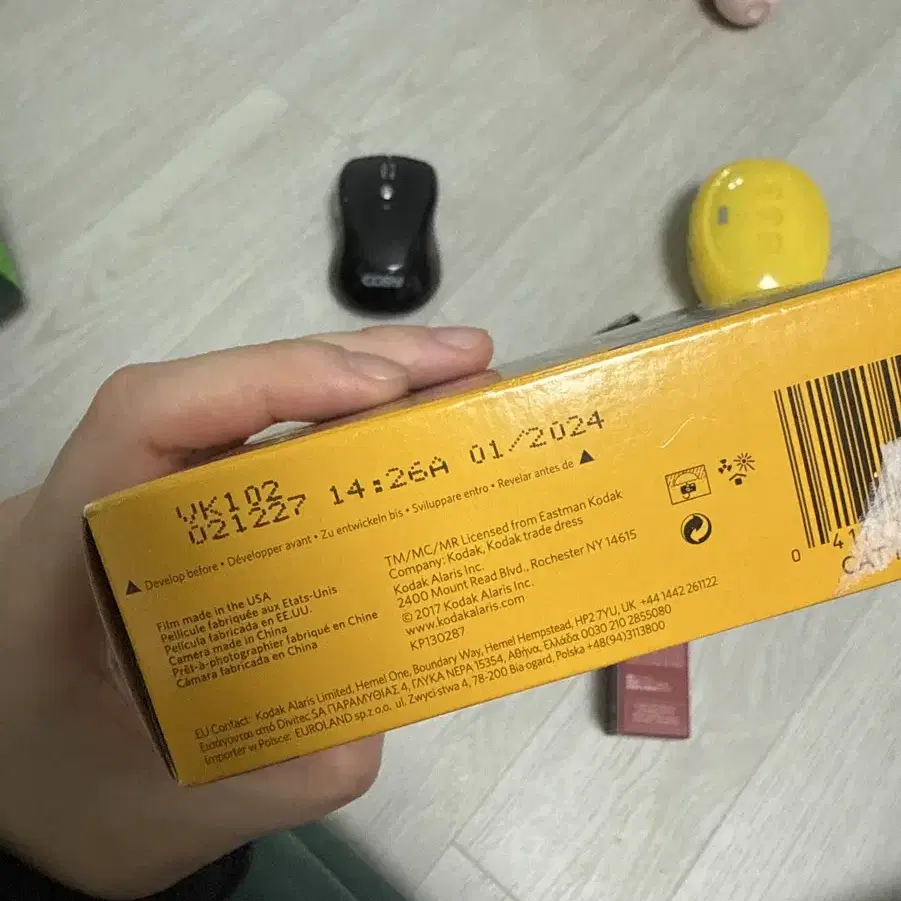 VK102
021227 14:26A 01/2024
▲ Develop before • Développer avant • Zu entwickeln bis • Sviluppare entro • Revelar antes de ▲
Film made in the USA
Pellicule fabriquée aux Etats-Unis
Película fabricada en EE.UU.
Camera made in China
Prêt-à-photographier fabriqué en Chine
Cámara fabricada en China
TM/MC/MR Licensed from Eastman Kodak
Company: Kodak, Kodak trade dress
Kodak Alaris Inc.
2400 Mount Read Blvd., Rochester NY 14615
© 2017 Kodak Alaris Inc.
www.kodakalaris.com
KP130287
EU Contact: Kodak Alaris Limited, Hemel One, Boundary Way, Hemel Hempstead, HP2 7YU, UK +44 1442 261122
Εισάγονται από Divitec SA ΠΑΡΑΜΥΘΙΑΣ 4, ΓΛΥΚΑ ΝΕΡΑ 15354, Αθήνα, Ελλάδα 0030 210 2855080
Importer w Polsce: EUROLAND sp.z o.o. ul. Zwycięstwa 4, 78-200 Białogard, Polska +48(94)3113800
0 41
CAT